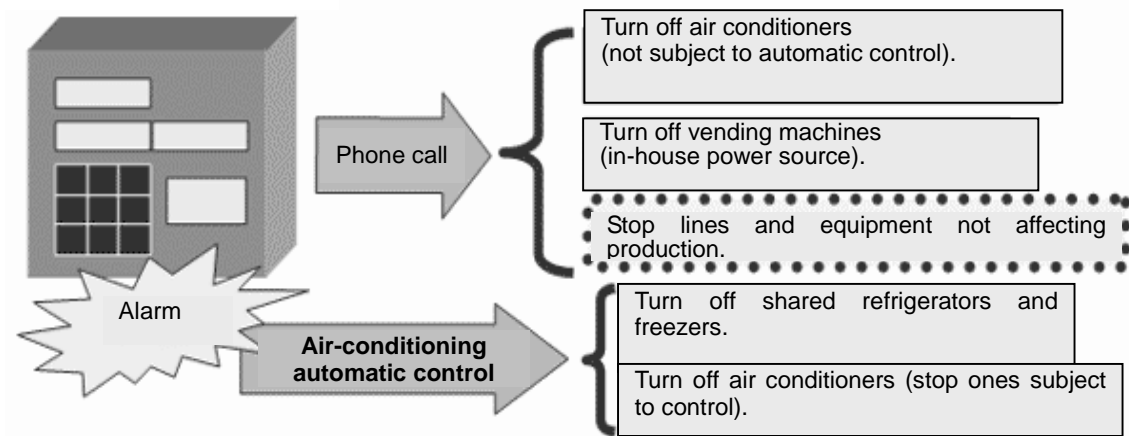 Turn off air conditioners
(not subject to automatic control).
Phone call
Turn off vending machines
(in-house power source).
Stop lines and equipment not affecting
production.
Alarm
Air-conditioning
automatic control
Turn off shared refrigerators and
freezers.
Turn off air conditioners (stop ones subject
to control).